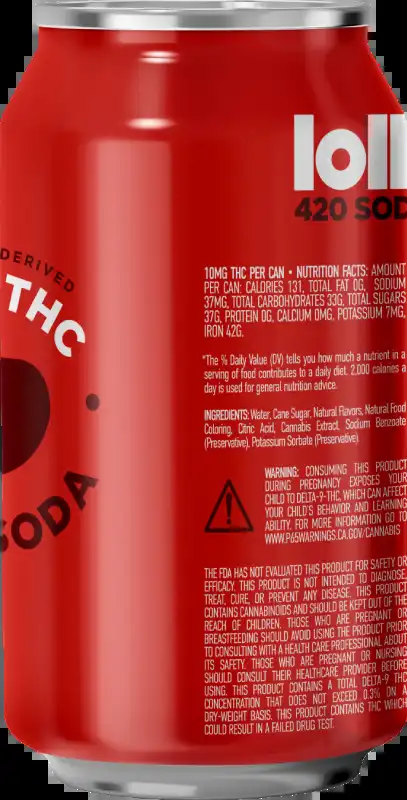 DERIVED
THC
SODA
loll
420 SOD
10MG THC PER CAN • NUTRITION FACTS: AMOUNT
PER CAN: CALORIES 131, TOTAL FAT 0G, SODIUM
37MG, TOTAL CARBOHYDRATES 33G, TOTAL SUGARS
37G, PROTEIN 0G, CALCIUM 0MG, POTASSIUM 7MG,
IRON 42G.
*The % Daily Value (DV) tells you how much a nutrient in a
serving of food contributes to a daily diet. 2,000 calories a
day is used for general nutrition advice.
INGREDIENTS: Water, Cane Sugar, Natural Flavors, Natural Food
Coloring, Citric Acid, Cannabis Extract, Sodium Benzoate
(Preservative), Potassium Sorbate (Preservative).
WARNING: CONSUMING THIS PRODUCT
DURING PREGNANCY EXPOSES YOUR
CHILD TO DELTA-9-THC, WHICH CAN AFFECT
YOUR CHILD'S BEHAVIOR AND LEARNING
ABILITY. FOR MORE INFORMATION GO TO
WWW.P65WARNINGS.CA.GOV/CANNABIS
THE FDA HAS NOT EVALUATED THIS PRODUCT FOR SAFETY OR
EFFICACY. THIS PRODUCT IS NOT INTENDED TO DIAGNOSE,
TREAT, CURE, OR PREVENT ANY DISEASE. THIS PRODUCT
CONTAINS CANNABINOIDS AND SHOULD BE KEPT OUT OF THE
REACH OF CHILDREN. THOSE WHO ARE PREGNANT OR
BREASTFEEDING SHOULD AVOID USING THE PRODUCT PRIOR
TO CONSULTING WITH A HEALTH CARE PROFESSIONAL ABOUT
ITS SAFETY. THOSE WHO ARE PREGNANT OR NURSING
SHOULD CONSULT THEIR HEALTHCARE PROVIDER BEFORE
USING. THIS PRODUCT CONTAINS A TOTAL DELTA-9 THC
CONCENTRATION THAT DOES NOT EXCEED 0.3% ON A
DRY-WEIGHT BASIS. THIS PRODUCT CONTAINS THC WHICH
COULD RESULT IN A FAILED DRUG TEST.